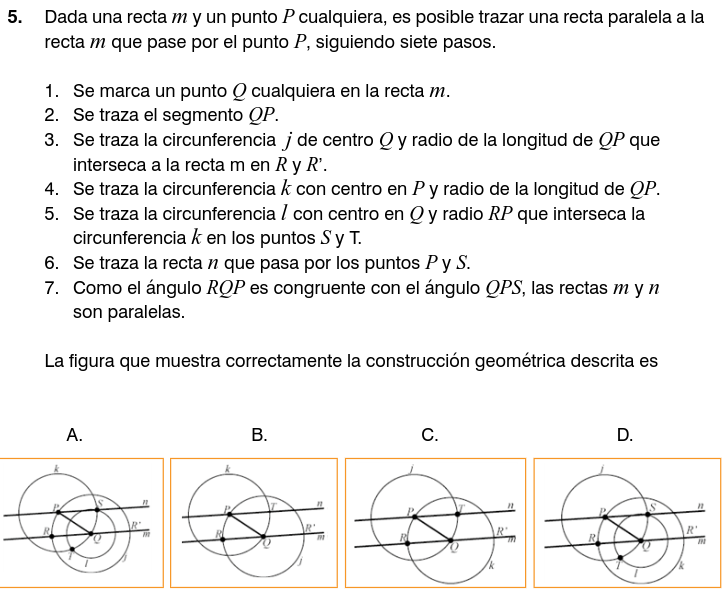 5. Dada una recta m y un punto P cualquiera, es posible trazar una recta paralela a la
recta m que pase por el punto P, siguiendo siete pasos.
1. Se marca un punto Q cualquiera en la recta m.
2. Se traza el segmento QP.
3. Se traza la circunferencia j de centro Q y radio de la longitud de QP que
interseca a la recta m en R y R’.
4. Se traza la circunferencia k con centro en P y radio de la longitud de QP.
5. Se traza la circunferencia l con centro en Q y radio RP que interseca la
circunferencia k en los puntos S y T.
6. Se traza la recta n que pasa por los puntos P y S.
7. Como el ángulo RQP es congruente con el ángulo QPS, las rectas m y n
son paralelas.
La figura que muestra correctamente la construcción geométrica descrita es
A. B. C. D.
k P S n R Q R' m T l j
k P T n R Q R' m j
j P T n R Q R' m k
j P S n R Q R' m T l k